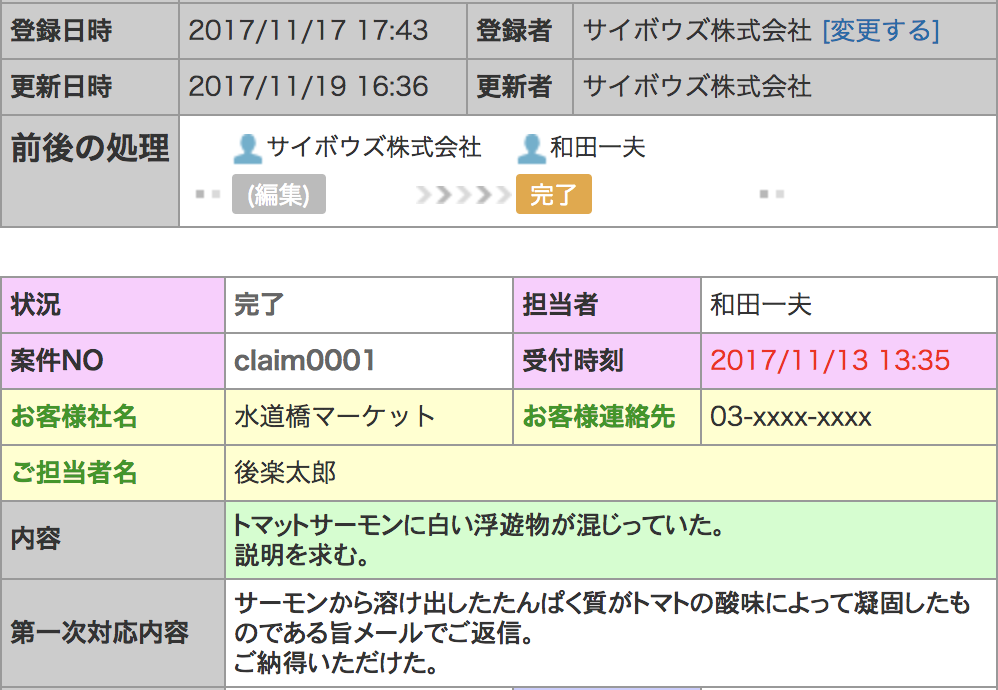 登録日時 2017/11/17 17:43 登録者 サイボウズ株式会社 [変更する]
更新日時 2017/11/19 16:36 更新者 サイボウズ株式会社
前後の処理 サイボウズ株式会社 和田一夫
(編集) 完了
状況 完了 担当者 和田一夫
案件NO claim0001 受付時刻 2017/11/13 13:35
お客様社名 水道橋マーケット お客様連絡先 03-xxxx-xxxx
ご担当者名 後楽太郎
内容 トマットサーモンに白い浮遊物が混じっていた。
説明を求む。
第一次対応内容 サーモンから溶け出したたんぱく質がトマトの酸味によって凝固したも
のである旨メールでご返信。
ご納得いただけた。